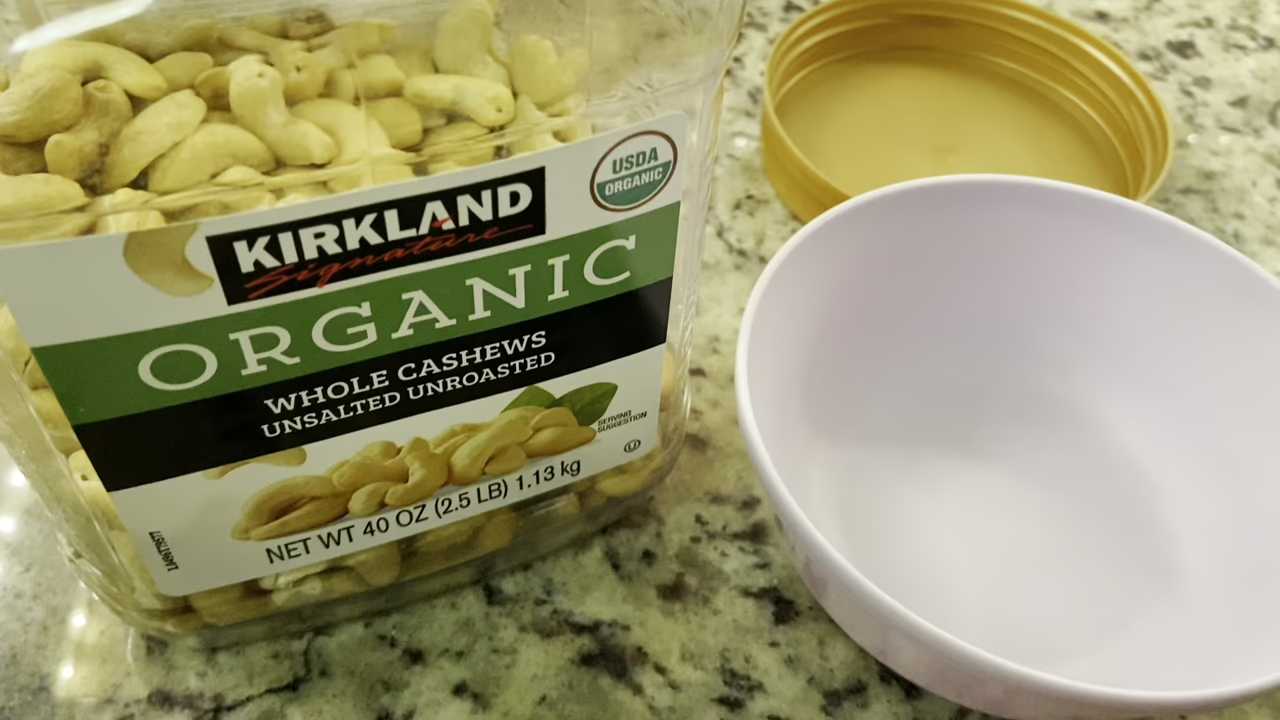 USDA
ORGANIC
KIRKLAND
Signature
ORGANIC
WHOLE CASHEWS
UNSALTED UNROASTED
SERVING
SUGGESTION
U
NET WT 40 OZ (2.5 LB) 1.13 kg